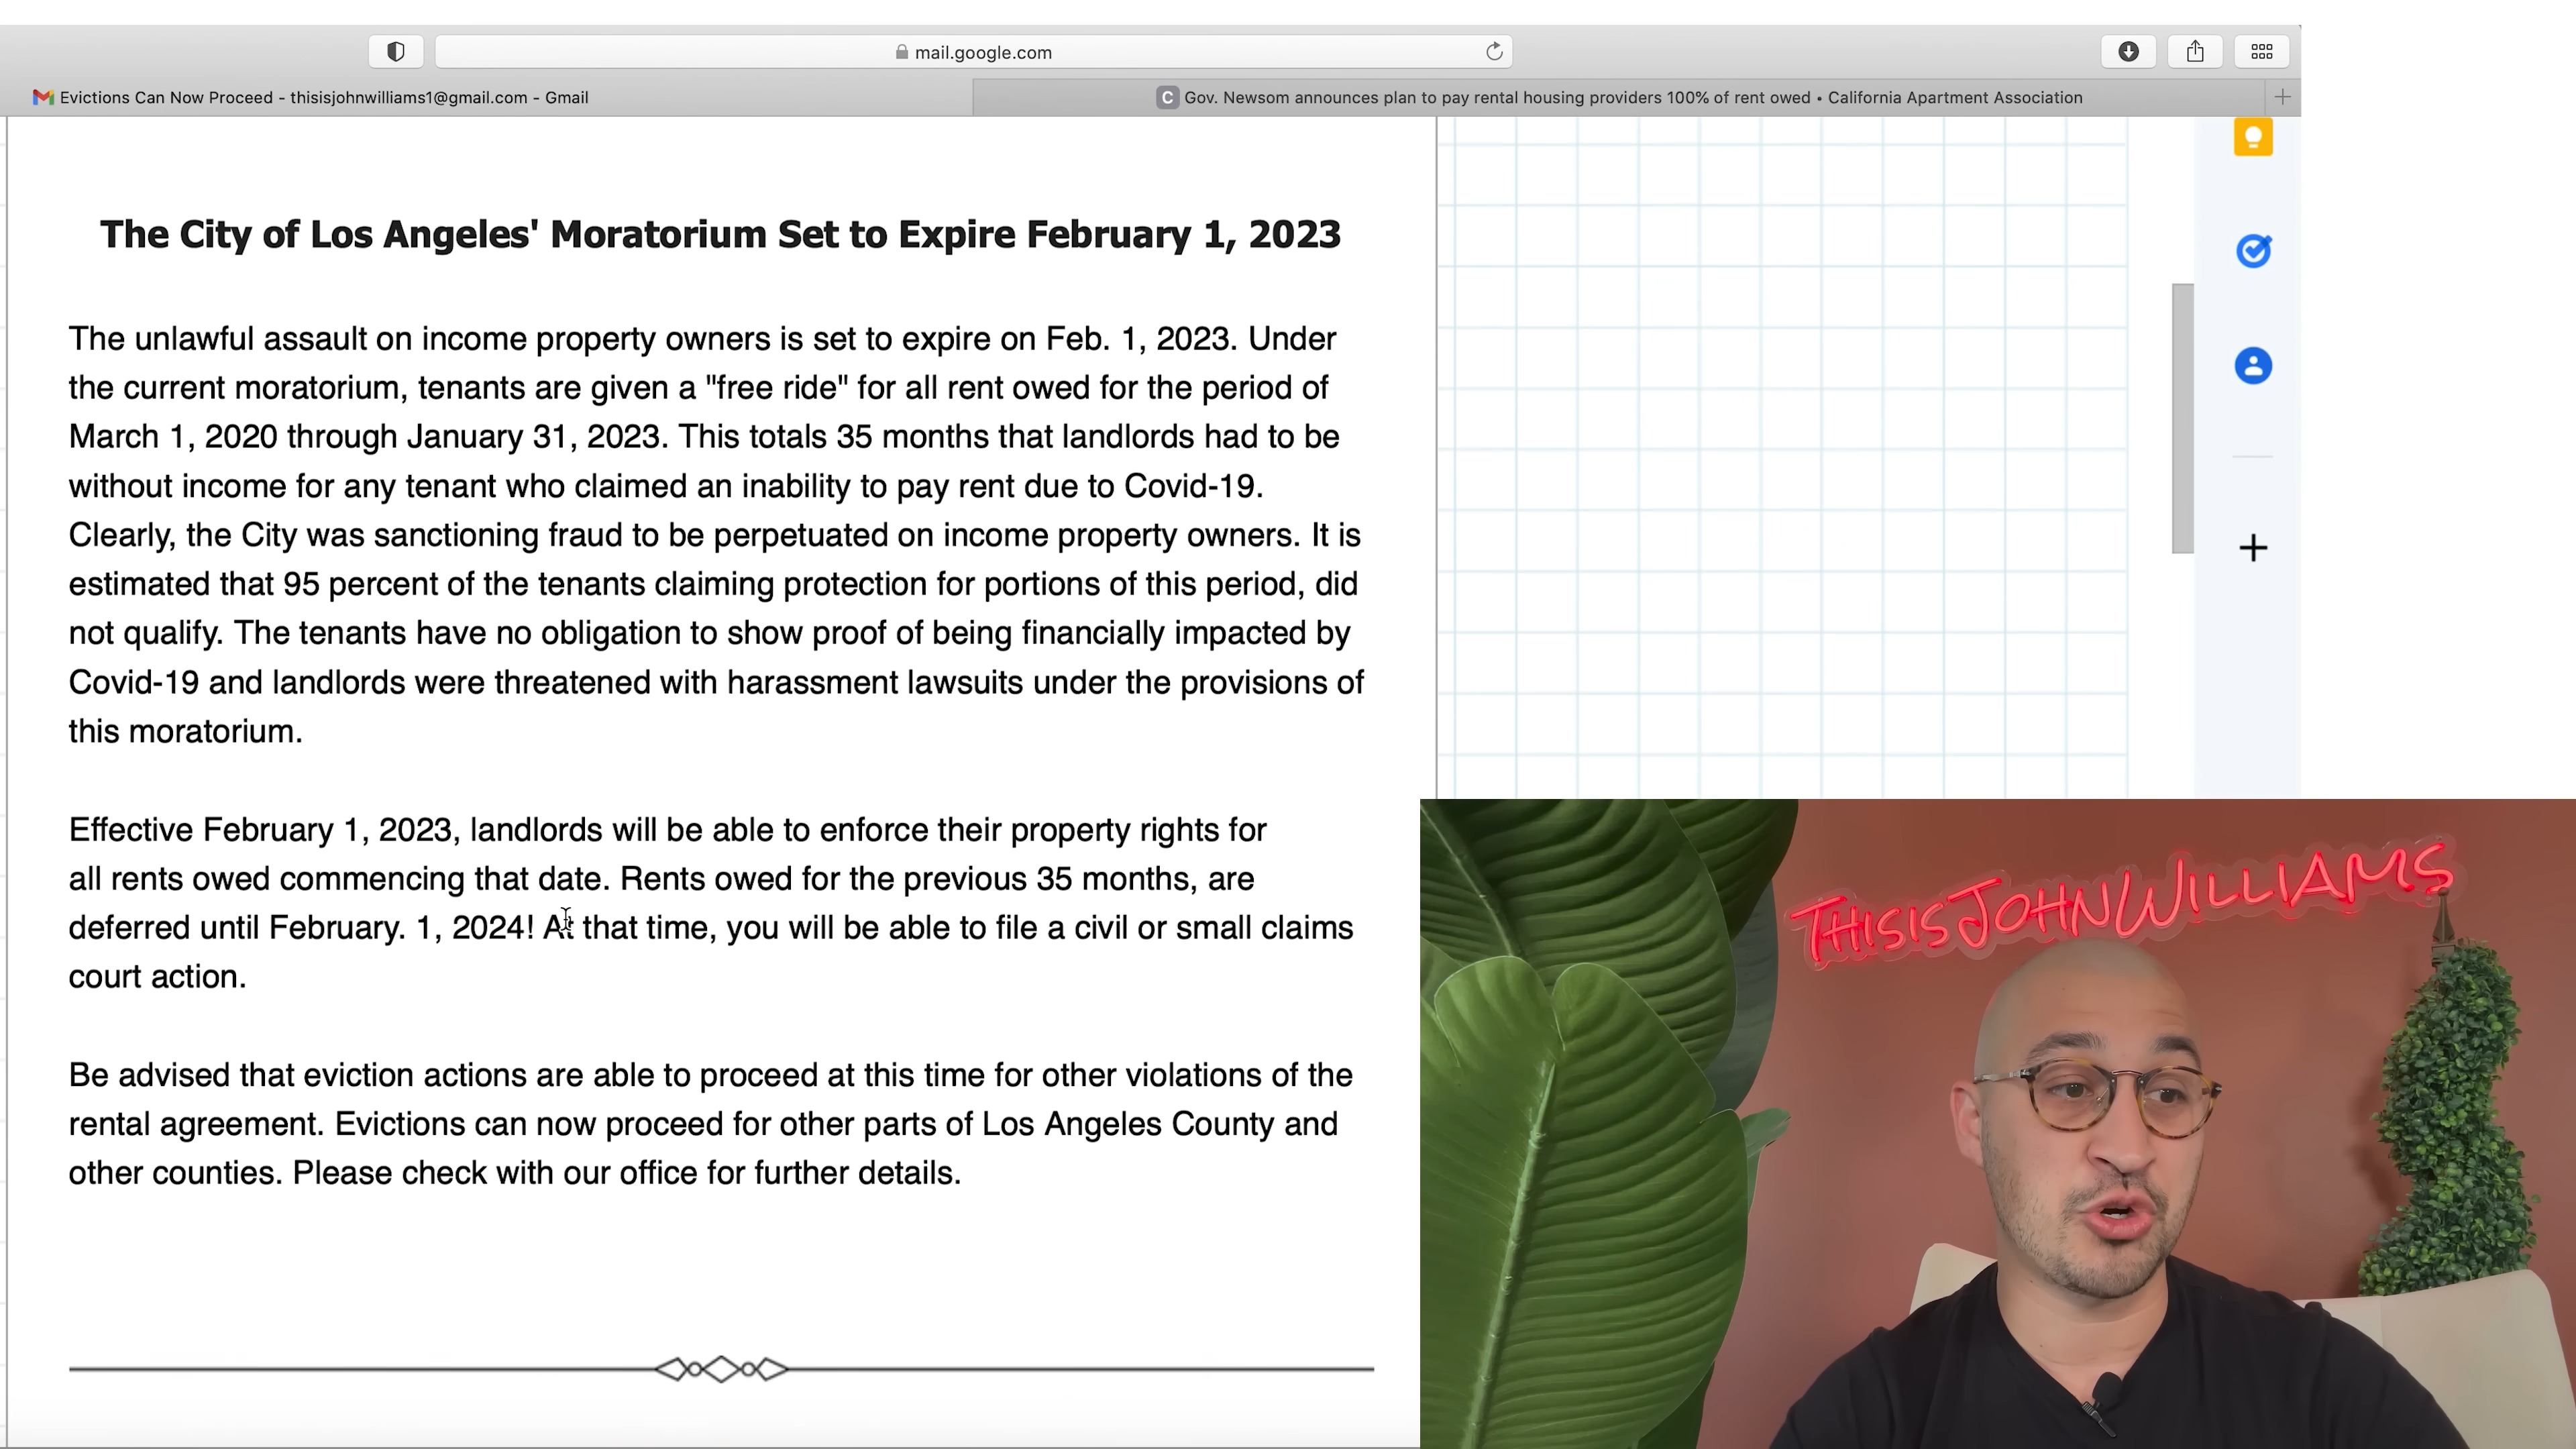 mail.google.com
Evictions Can Now Proceed - thisisjohnwilliams1@gmail.com - Gmail
C Gov. Newsom announces plan to pay rental housing providers 100% of rent owed • California Apartment Association
The City of Los Angeles' Moratorium Set to Expire February 1, 2023
The unlawful assault on income property owners is set to expire on Feb. 1, 2023. Under
the current moratorium, tenants are given a "free ride" for all rent owed for the period of
March 1, 2020 through January 31, 2023. This totals 35 months that landlords had to be
without income for any tenant who claimed an inability to pay rent due to Covid-19.
Clearly, the City was sanctioning fraud to be perpetuated on income property owners. It is
estimated that 95 percent of the tenants claiming protection for portions of this period, did
not qualify. The tenants have no obligation to show proof of being financially impacted by
Covid-19 and landlords were threatened with harassment lawsuits under the provisions of
this moratorium.
Effective February 1, 2023, landlords will be able to enforce their property rights for
all rents owed commencing that date. Rents owed for the previous 35 months, are
deferred until February. 1, 2024! At that time, you will be able to file a civil or small claims
court action.
Be advised that eviction actions are able to proceed at this time for other violations of the
rental agreement. Evictions can now proceed for other parts of Los Angeles County and
other counties. Please check with our office for further details.
THISISJOHNWILLIAMS